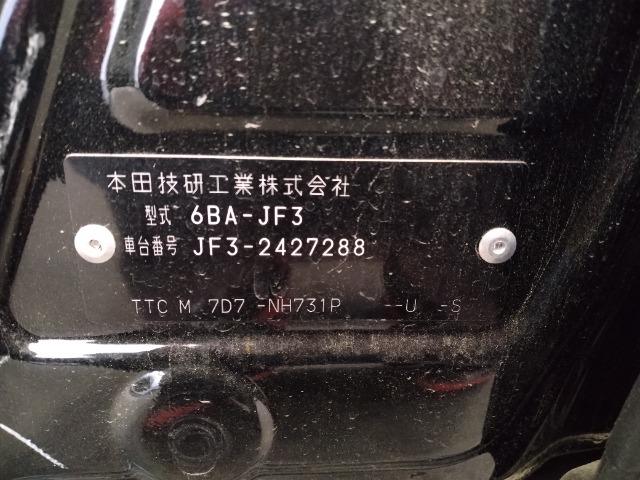 本田技研工業株式会社
型式 6BA-JF3
車台番号 JF3-2427288
TTC M 7D7 -NH731P --U -S